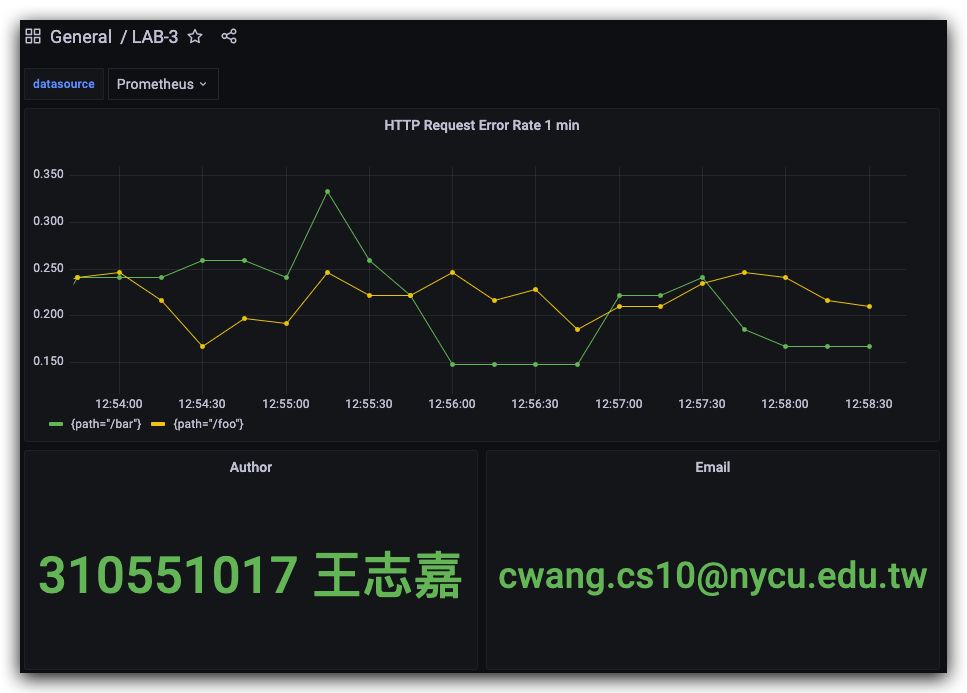 General / LAB-3
datasource Prometheus
HTTP Request Error Rate 1 min
0.350
0.300
0.250
0.200
0.150
12:54:00 12:54:30 12:55:00 12:55:30 12:56:00 12:56:30 12:57:00 12:57:30 12:58:00 12:58:30
{path="/bar"} {path="/foo"}
Author
310551017 王志嘉
Email
cwang.cs10@nycu.edu.tw